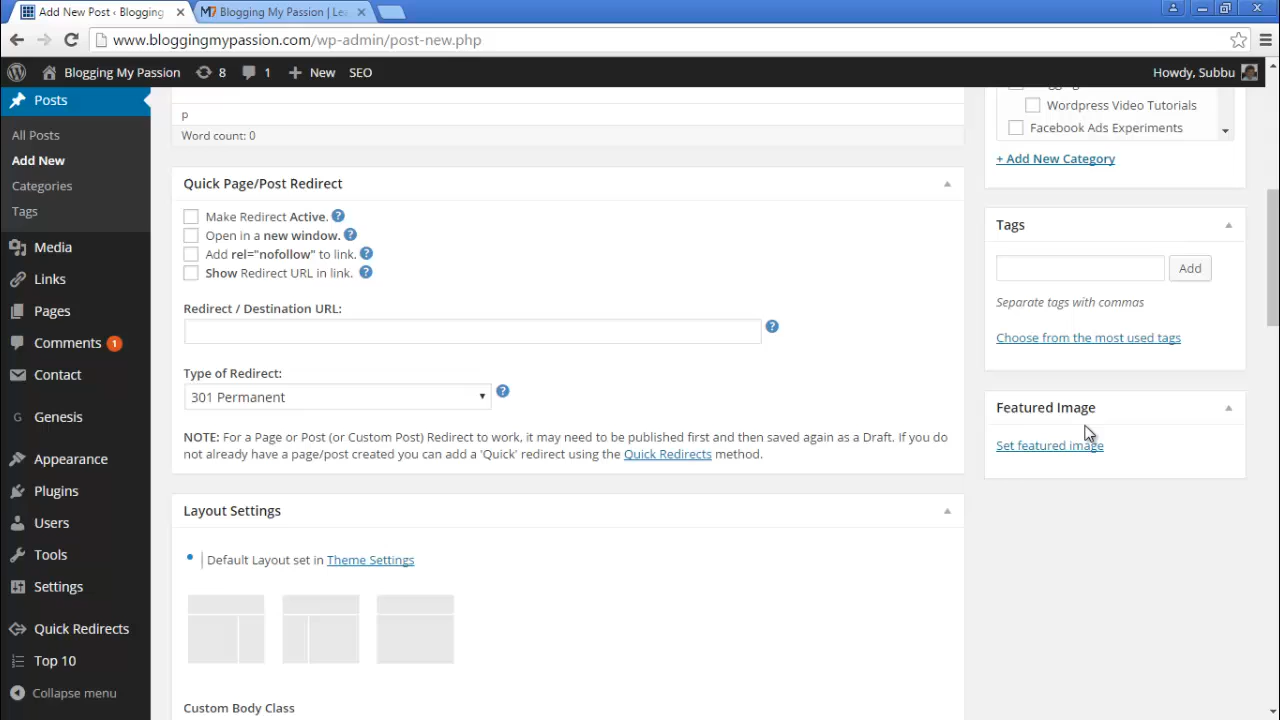 Add New Post ‹ Blogging
Blogging My Passion | Lea
www.bloggingmypassion.com/wp-admin/post-new.php
Blogging My Passion 8 1 New SEO
Howdy, Subbu
Posts
All Posts
Add New
Categories
Tags
Media
Links
Pages
Comments 1
Contact
G Genesis
Appearance
Plugins
Users
Tools
Settings
Quick Redirects
Top 10
Collapse menu
p
Word count: 0
Quick Page/Post Redirect
Make Redirect Active. ?
Open in a new window. ?
Add rel="nofollow" to link. ?
Show Redirect URL in link. ?
Redirect / Destination URL:
?
Type of Redirect:
301 Permanent ?
NOTE: For a Page or Post (or Custom Post) Redirect to work, it may need to be published first and then saved again as a Draft. If you do
not already have a page/post created you can add a 'Quick' redirect using the Quick Redirects method.
Layout Settings
Default Layout set in Theme Settings
Custom Body Class
Wordpress Video Tutorials
Facebook Ads Experiments
+ Add New Category
Tags
Add
Separate tags with commas
Choose from the most used tags
Featured Image
Set featured image